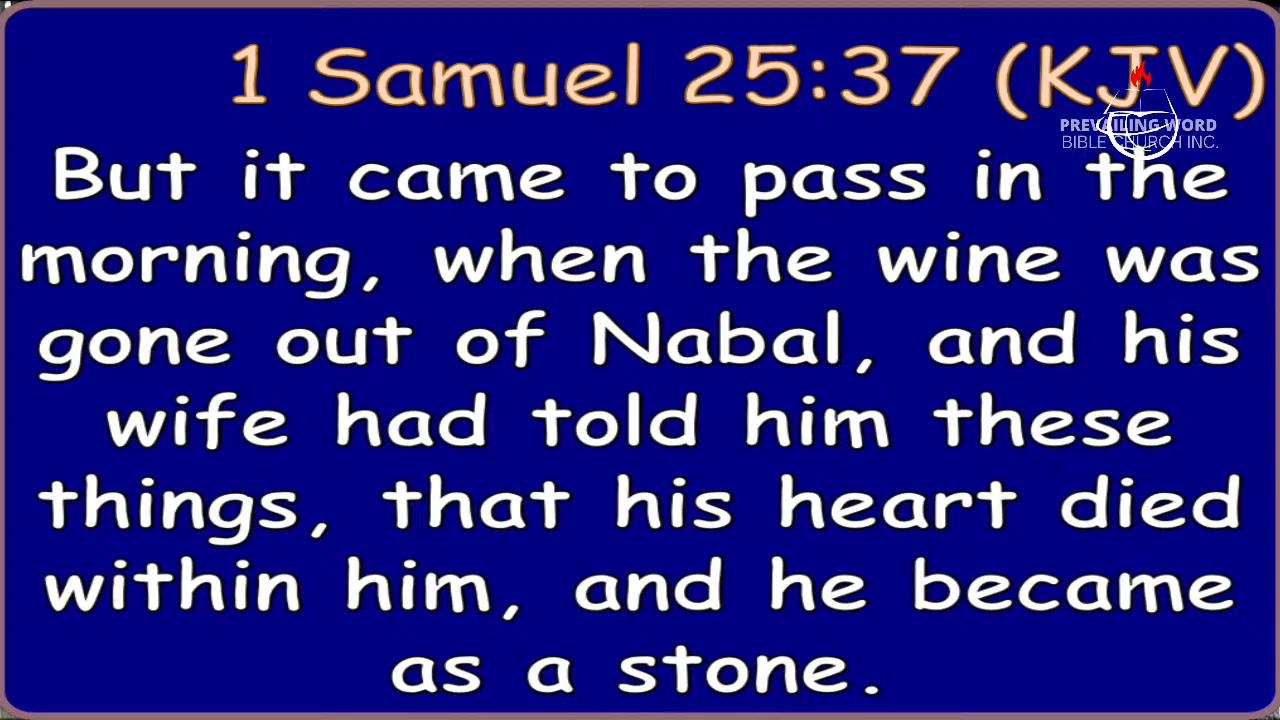 1 Samuel 25:37 (KJV)
PREVAILING WORD
BIBLE CHURCH INC.
But it came to pass in the
morning, when the wine was
gone out of Nabal, and his
wife had told him these
things, that his heart died
within him, and he became
as a stone.